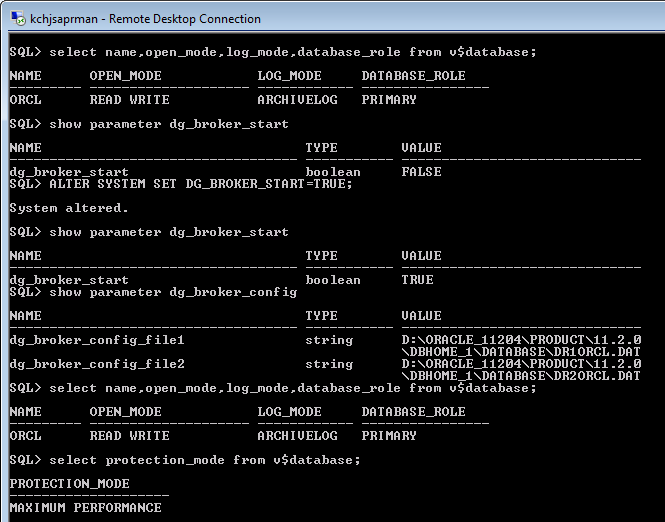 kchjsaprman - Remote Desktop Connection
SQL> select name,open_mode,log_mode,database_role from v$database;
NAME OPEN_MODE LOG_MODE DATABASE_ROLE
--------- -------------------- ------------ ----------------
ORCL READ WRITE ARCHIVELOG PRIMARY
SQL> show parameter dg_broker_start
NAME TYPE VALUE
------------------------------------ ----------- ------------------------------
dg_broker_start boolean FALSE
SQL> ALTER SYSTEM SET DG_BROKER_START=TRUE;
System altered.
SQL> show parameter dg_broker_start
NAME TYPE VALUE
------------------------------------ ----------- ------------------------------
dg_broker_start boolean TRUE
SQL> show parameter dg_broker_config
NAME TYPE VALUE
------------------------------------ ----------- ------------------------------
dg_broker_config_file1 string D:\ORACLE_11204\PRODUCT\11.2.0
\DBHOME_1\DATABASE\DR1ORCL.DAT
dg_broker_config_file2 string D:\ORACLE_11204\PRODUCT\11.2.0
\DBHOME_1\DATABASE\DR2ORCL.DAT
SQL> select name,open_mode,log_mode,database_role from v$database;
NAME OPEN_MODE LOG_MODE DATABASE_ROLE
--------- -------------------- ------------ ----------------
ORCL READ WRITE ARCHIVELOG PRIMARY
SQL> select protection_mode from v$database;
PROTECTION_MODE
--------------------
MAXIMUM PERFORMANCE